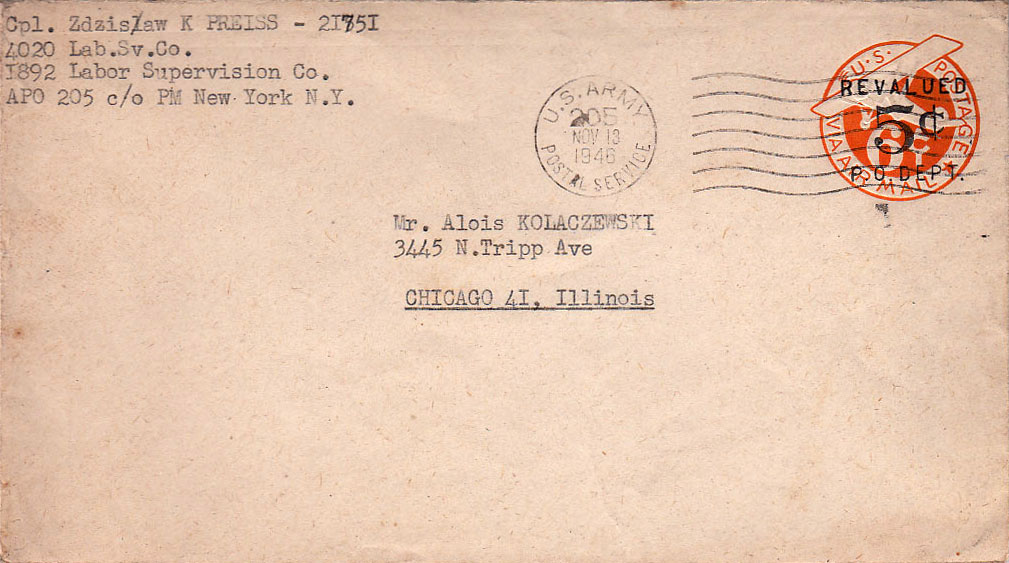 Cpl. Zdzisław K PREISS - 21751
4020 Lab.Sv.Co.
I892 Labor Supervision Co.
APO 205 c/o PM New York N.Y.
U.S. ARMY
205
NOV 13
1946
POSTAL SERVICE
U.S. POSTAGE
REVALUED
5¢
6¢
P.O. DEPT.
VIA AIR MAIL
Mr. Alois KOLACZEWSKI
3445 N.Tripp Ave
CHICAGO 4I, Illinois